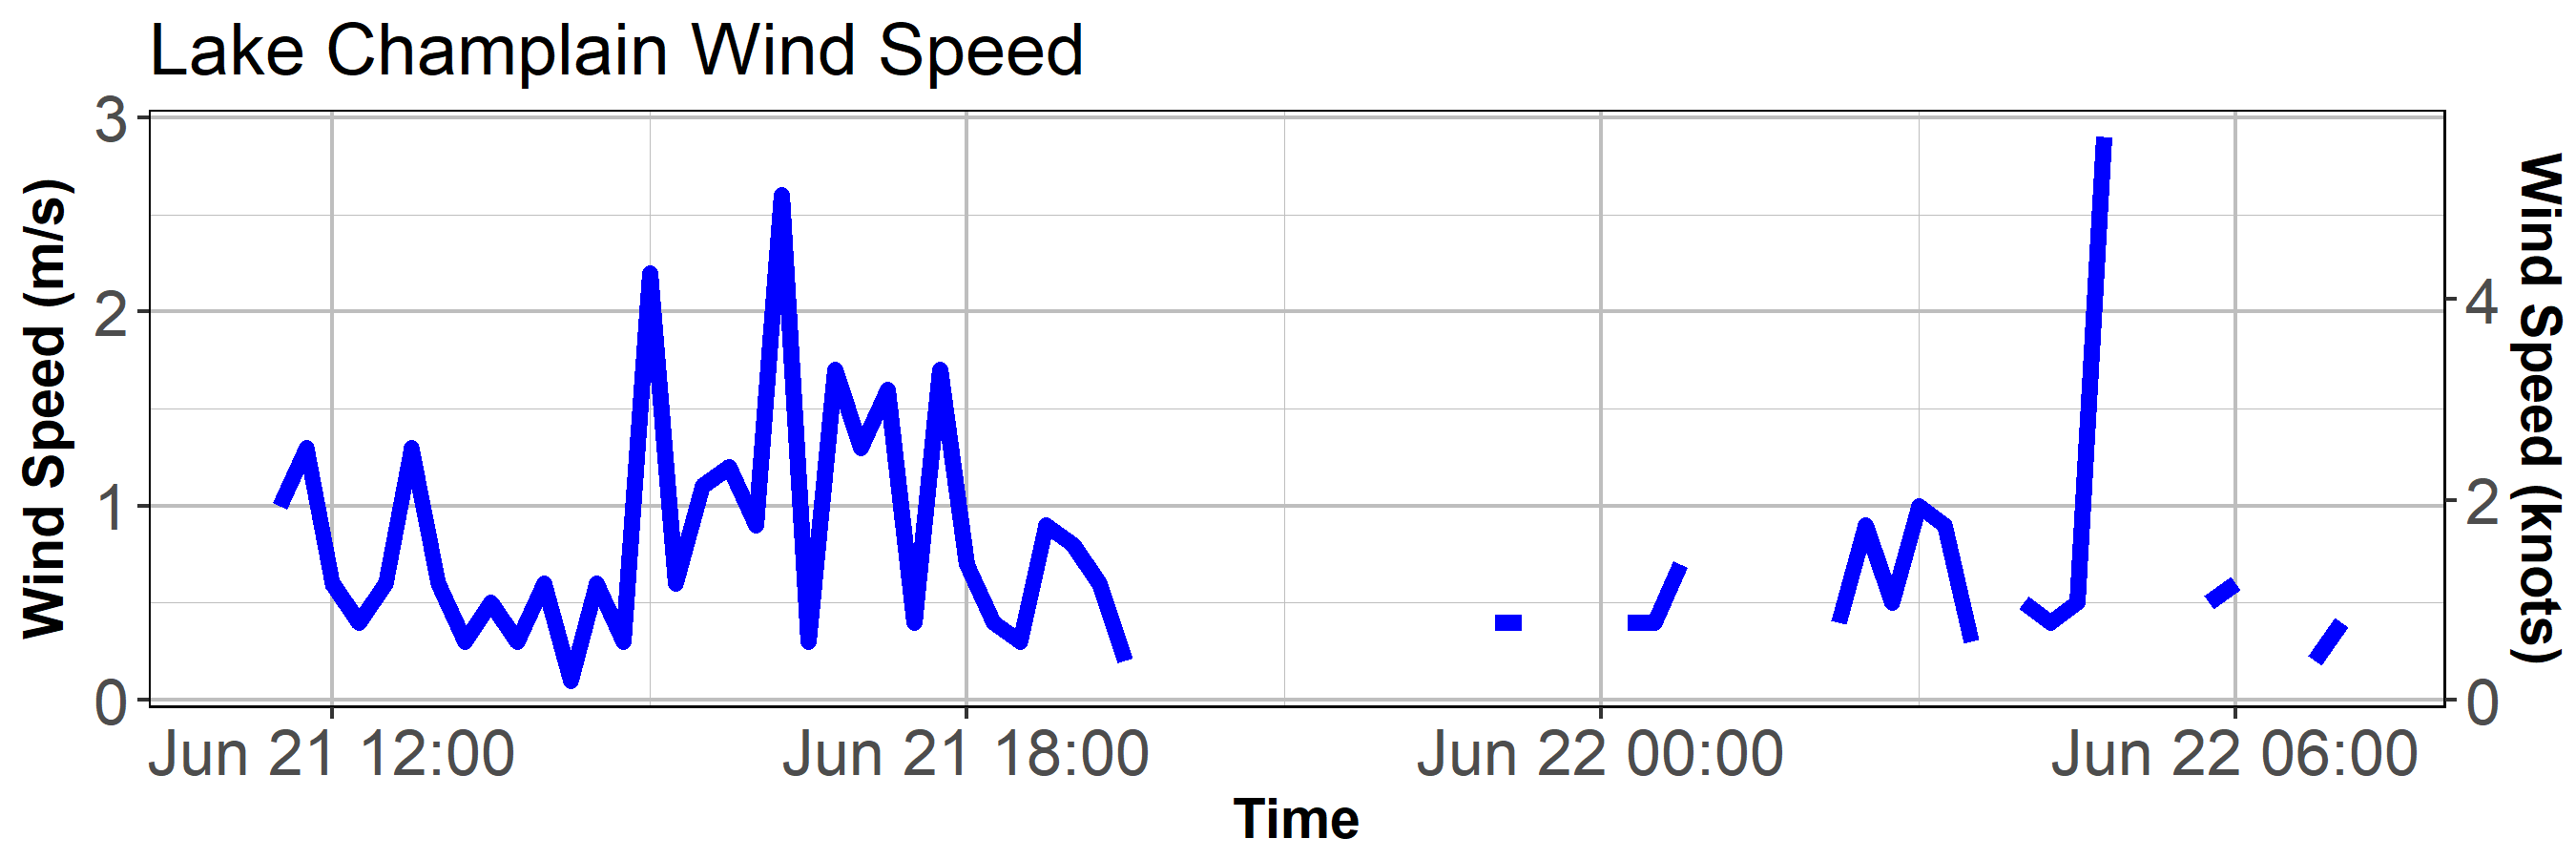 Lake Champlain Wind Speed
3
2
1
0
Wind Speed (m/s)
4
2
0
Wind Speed (knots)
Jun 21 12:00
Jun 21 18:00
Jun 22 00:00
Jun 22 06:00
Time